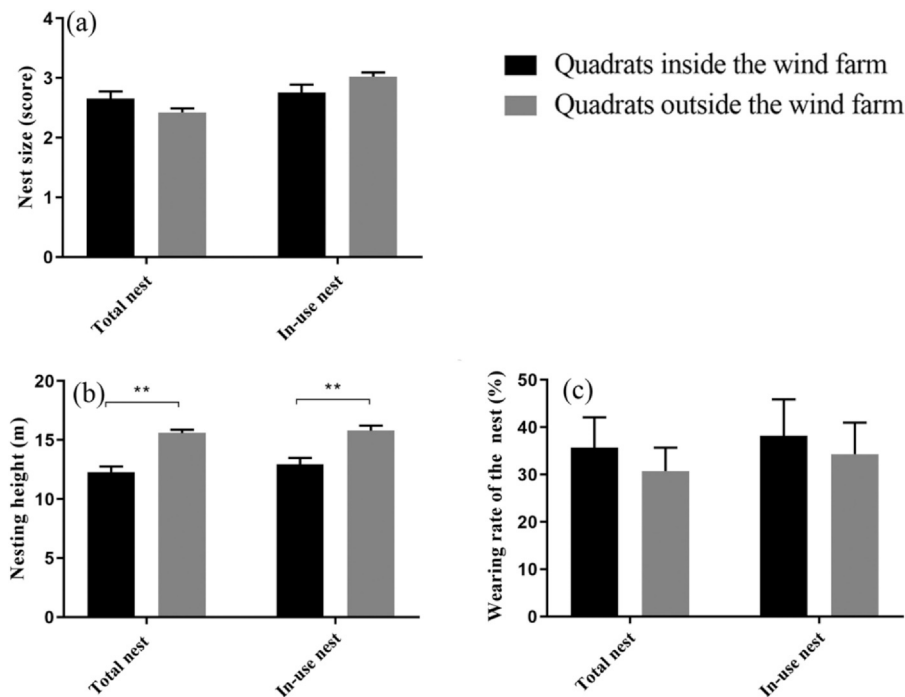 (a)
Nest size (score)
4
3
2
1
0
Total nest
In-use nest
Quadrats inside the wind farm
Quadrats outside the wind farm
(b)
Nesting height (m)
20
15
10
5
0
**
**
Total nest
In-use nest
(c)
Wearing rate of the nest (%)
50
40
30
20
10
0
Total nest
In-use nest